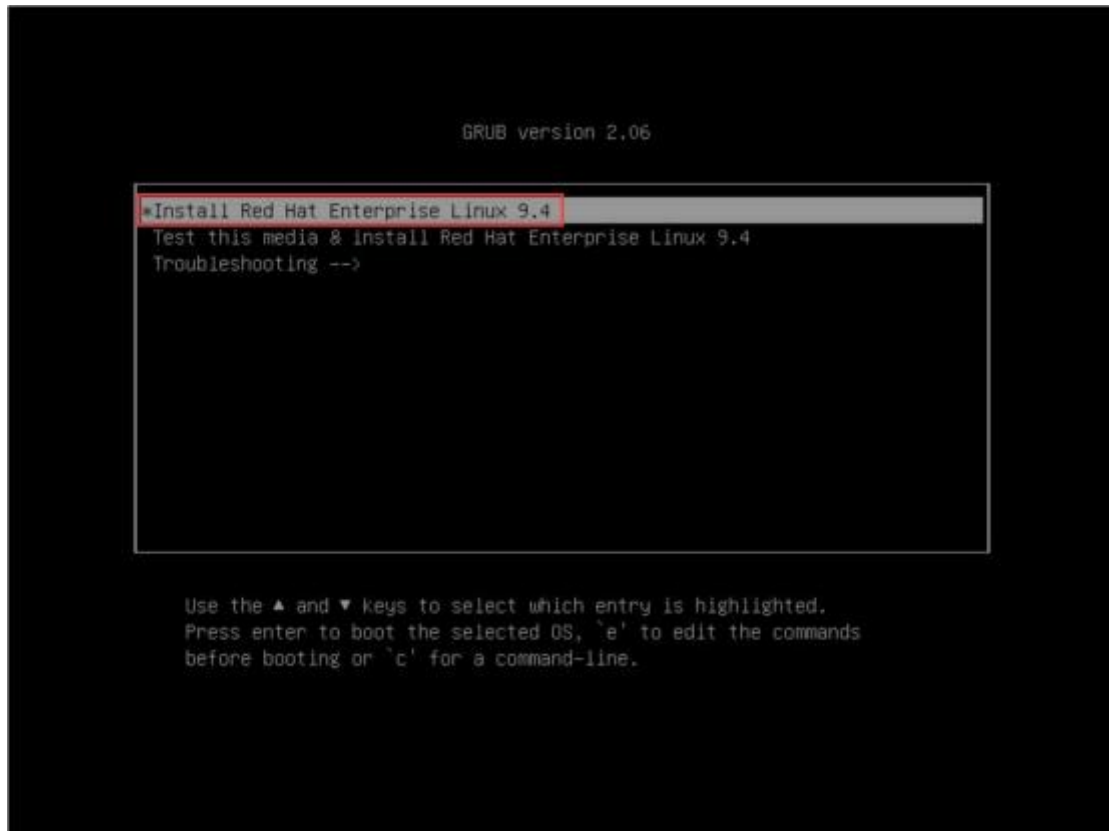 GRUB version 2.06
*Install Red Hat Enterprise Linux 9.4
Test this media & install Red Hat Enterprise Linux 9.4
Troubleshooting -->
Use the ▲ and ▼ keys to select which entry is highlighted.
Press enter to boot the selected OS, `e' to edit the commands
before booting or `c' for a command-line.